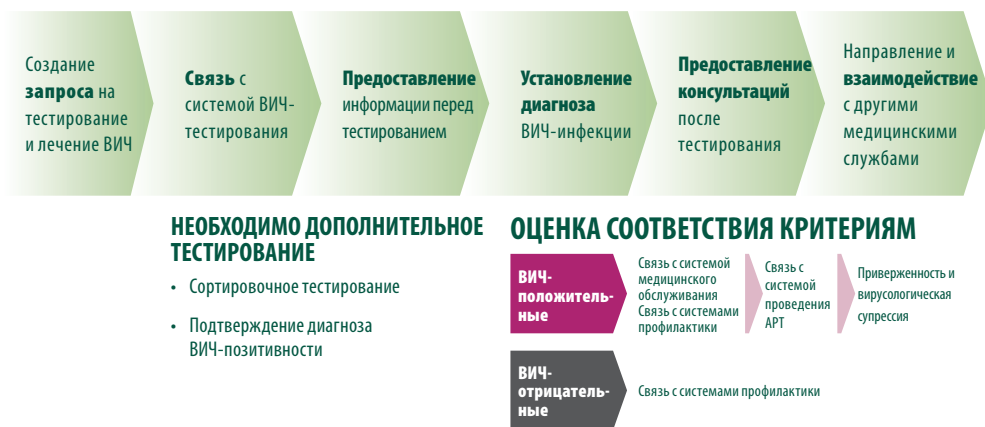 Создание
запроса на
тестирование
и лечение ВИЧ
Связь с
системой ВИЧ-
тестирования
Предоставление
информации перед
тестированием
Установление
диагноза
ВИЧ-инфекции
Предоставление
консультаций
после
тестирования
Направление и
взаимодействие
с другими
медицинскими
службами
НЕОБХОДИМО ДОПОЛНИТЕЛЬНОЕ
ТЕСТИРОВАНИЕ
• Сортировочное тестирование
• Подтверждение диагноза
ВИЧ-позитивности
ОЦЕНКА СООТВЕТСТВИЯ КРИТЕРИЯМ
ВИЧ-
положитель-
ные
Связь с системой
медицинского
обслуживания
Связь с системами
профилактики
Связь с
системой
проведения
АРТ
Приверженность и
вирусологическая
супрессия
ВИЧ-
отрицатель-
ные
Связь с системами профилактики